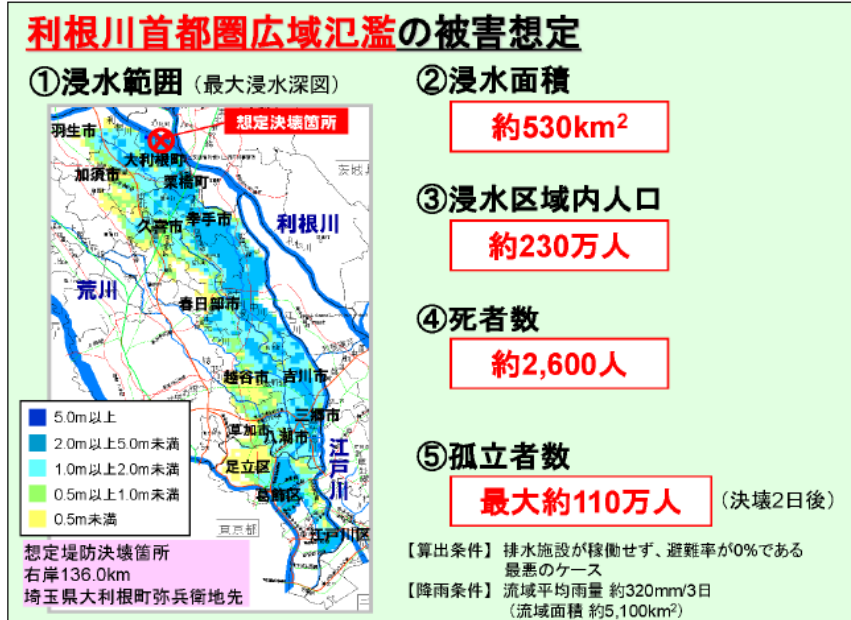 利根川首都圏広域氾濫の被害想定
①浸水範囲(最大浸水深図)
想定決壊箇所
羽生市
利根川
大利根町
加須市
栗橋町
茨城県
久喜市
幸手市
利根川
荒川
春日部市
越谷市
吉川市
三郷市
草加市
八潮市
足立区
江戸川
葛飾区
東京都
江戸川区
5.0m以上
2.0m以上5.0m未満
1.0m以上2.0m未満
0.5m以上1.0m未満
0.5m未満
想定堤防決壊箇所
右岸136.0km
埼玉県大利根町弥兵衛地先
②浸水面積
約530km²
③浸水区域内人口
約230万人
④死者数
約2,600人
⑤孤立者数
最大約110万人(決壊2日後)
【算出条件】排水施設が稼働せず、避難率が0%である
最悪のケース
【降雨条件】流域平均雨量 約320mm/3日
(流域面積 約5,100km²)